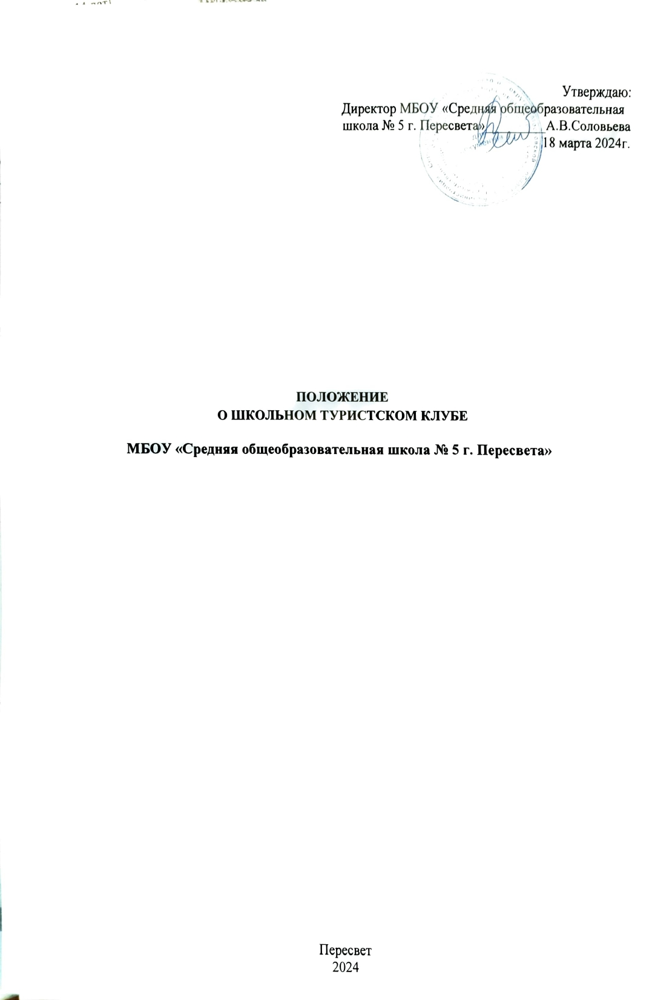 Утверждаю:
Директор МБОУ «Средняя общеобразовательная
школа № 5 г. Пересвета»________А.В.Соловьева
18 марта 2024г.
ПОЛОЖЕНИЕ
О ШКОЛЬНОМ ТУРИСТСКОМ КЛУБЕ
МБОУ «Средняя общеобразовательная школа № 5 г. Пересвета»
Пересвет
2024